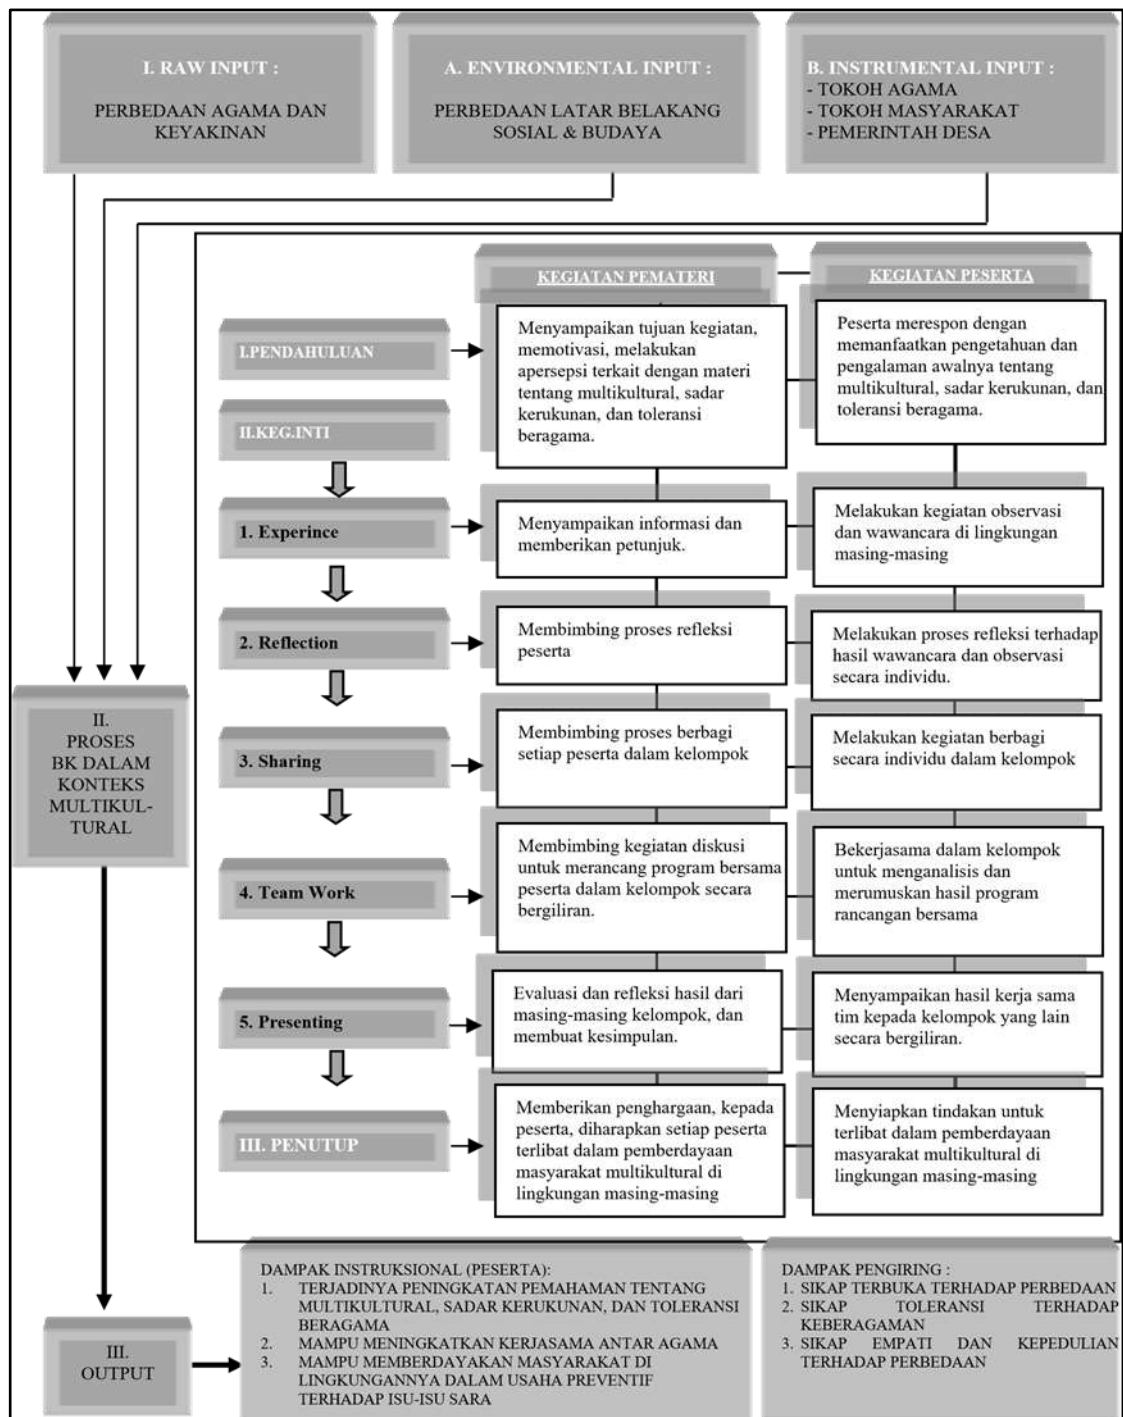 I. RAW INPUT :
PERBEDAAN AGAMA DAN
KEYAKINAN
A. ENVIRONMENTAL INPUT :
PERBEDAAN LATAR BELAKANG
SOSIAL & BUDAYA
B. INSTRUMENTAL INPUT :
- TOKOH AGAMA
- TOKOH MASYARAKAT
- PEMERINTAH DESA
KEGIATAN PEMATERI
KEGIATAN PESERTA
I.PENDAHULUAN
Menyampaikan tujuan kegiatan,
memotivasi, melakukan
apersepsi terkait dengan materi
tentang multikultural, sadar
kerukunan, dan toleransi
beragama.
Peserta merespon dengan
memanfaatkan pengetahuan dan
pengalaman awalnya tentang
multikultural, sadar kerukunan, dan
toleransi beragama.
II.KEG.INTI
1. Experince
Menyampaikan informasi dan
memberikan petunjuk.
Melakukan kegiatan observasi
dan wawancara di lingkungan
masing-masing
2. Reflection
Membimbing proses refleksi
peserta
Melakukan proses refleksi terhadap
hasil wawancara dan observasi
secara individu.
3. Sharing
Membimbing proses berbagi
setiap peserta dalam kelompok
Melakukan kegiatan berbagi
secara individu dalam kelompok
4. Team Work
Membimbing kegiatan diskusi
untuk merancang program bersama
peserta dalam kelompok secara
bergiliran.
Bekerjasama dalam kelompok
untuk menganalisis dan
merumuskan hasil program
rancangan bersama
5. Presenting
Evaluasi dan refleksi hasil dari
masing-masing kelompok, dan
membuat kesimpulan.
Menyampaikan hasil kerja sama
tim kepada kelompok yang lain
secara bergiliran.
III. PENUTUP
Memberikan penghargaan, kepada
peserta, diharapkan setiap peserta
terlibat dalam pemberdayaan
masyarakat multikultural di
lingkungan masing-masing
Menyiapkan tindakan untuk
terlibat dalam pemberdayaan
masyarakat multikultural di
lingkungan masing-masing
II.
PROSES
BK DALAM
KONTEKS
MULTIKUL-
TURAL
III.
OUTPUT
DAMPAK INSTRUKSIONAL (PESERTA):
1. TERJADINYA PENINGKATAN PEMAHAMAN TENTANG
MULTIKULTURAL, SADAR KERUKUNAN, DAN TOLERANSI
BERAGAMA
2. MAMPU MENINGKATKAN KERJASAMA ANTAR AGAMA
3. MAMPU MEMBERDAYAKAN MASYARAKAT DI
LINGKUNGANNYA DALAM USAHA PREVENTIF
TERHADAP ISU-ISU SARA
DAMPAK PENGIRING :
1. SIKAP TERBUKA TERHADAP PERBEDAAN
2. SIKAP TOLERANSI TERHADAP
KEBERAGAMAN
3. SIKAP EMPATI DAN KEPEDULIAN
TERHADAP PERBEDAAN